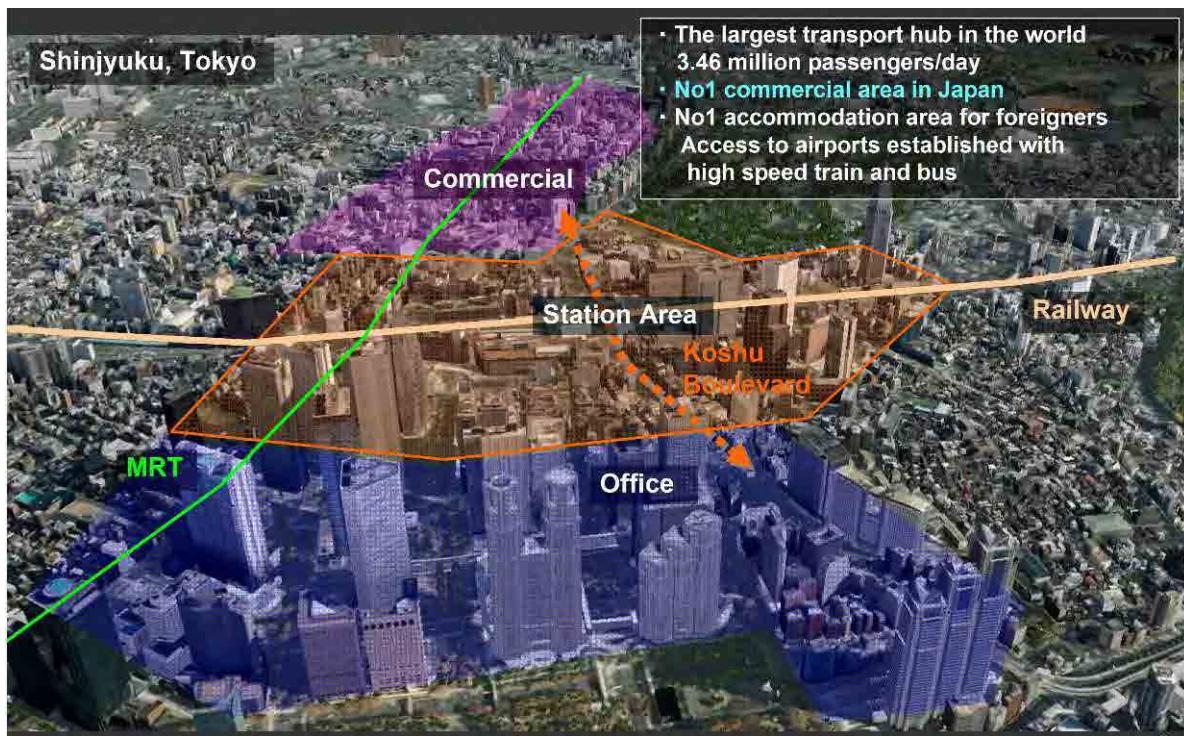 Shinjyuku, Tokyo
· The largest transport hub in the world
3.46 million passengers/day
· No1 commercial area in Japan
· No1 accommodation area for foreigners
Access to airports established with
high speed train and bus
Commercial
Station Area
Railway
Koshu
Boulevard
MRT
Office